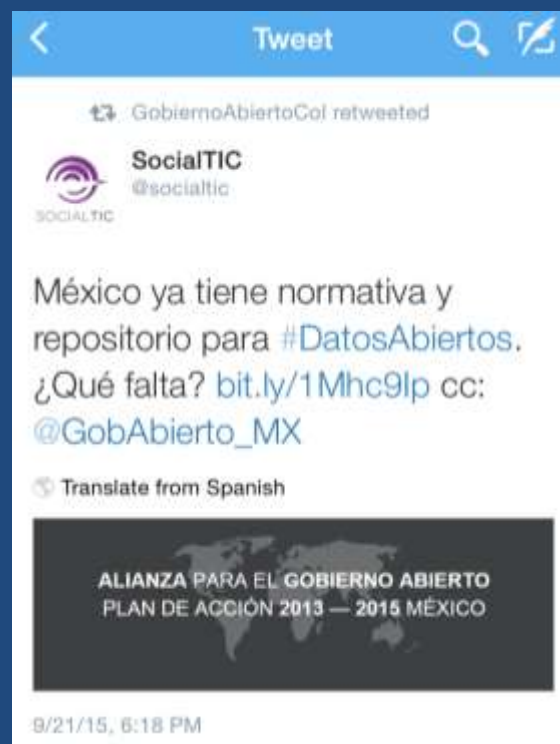 Tweet
GobiernoAbiertoCol retweeted
SocialTIC
@socialtic
SOCIALTIC
México ya tiene normativa y
repositorio para #DatosAbiertos.
¿Qué falta? bit.ly/1Mhc9Ip cc:
@GobAbierto_MX
Translate from Spanish
ALIANZA PARA EL GOBIERNO ABIERTO
PLAN DE ACCIÓN 2013 — 2015 MÉXICO
9/21/15, 6:18 PM